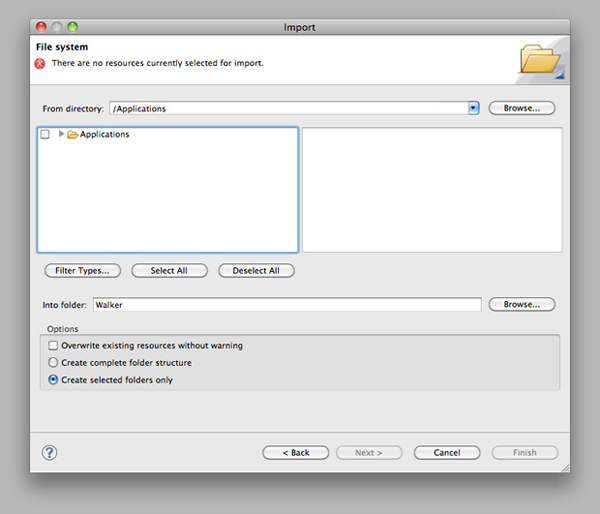 Import
File system
There are no resources currently selected for import.
From directory: /Applications Browse...
Applications
Filter Types... Select All Deselect All
Into folder: Walker Browse...
Options
Overwrite existing resources without warning
Create complete folder structure
Create selected folders only
? < Back Next > Cancel Finish